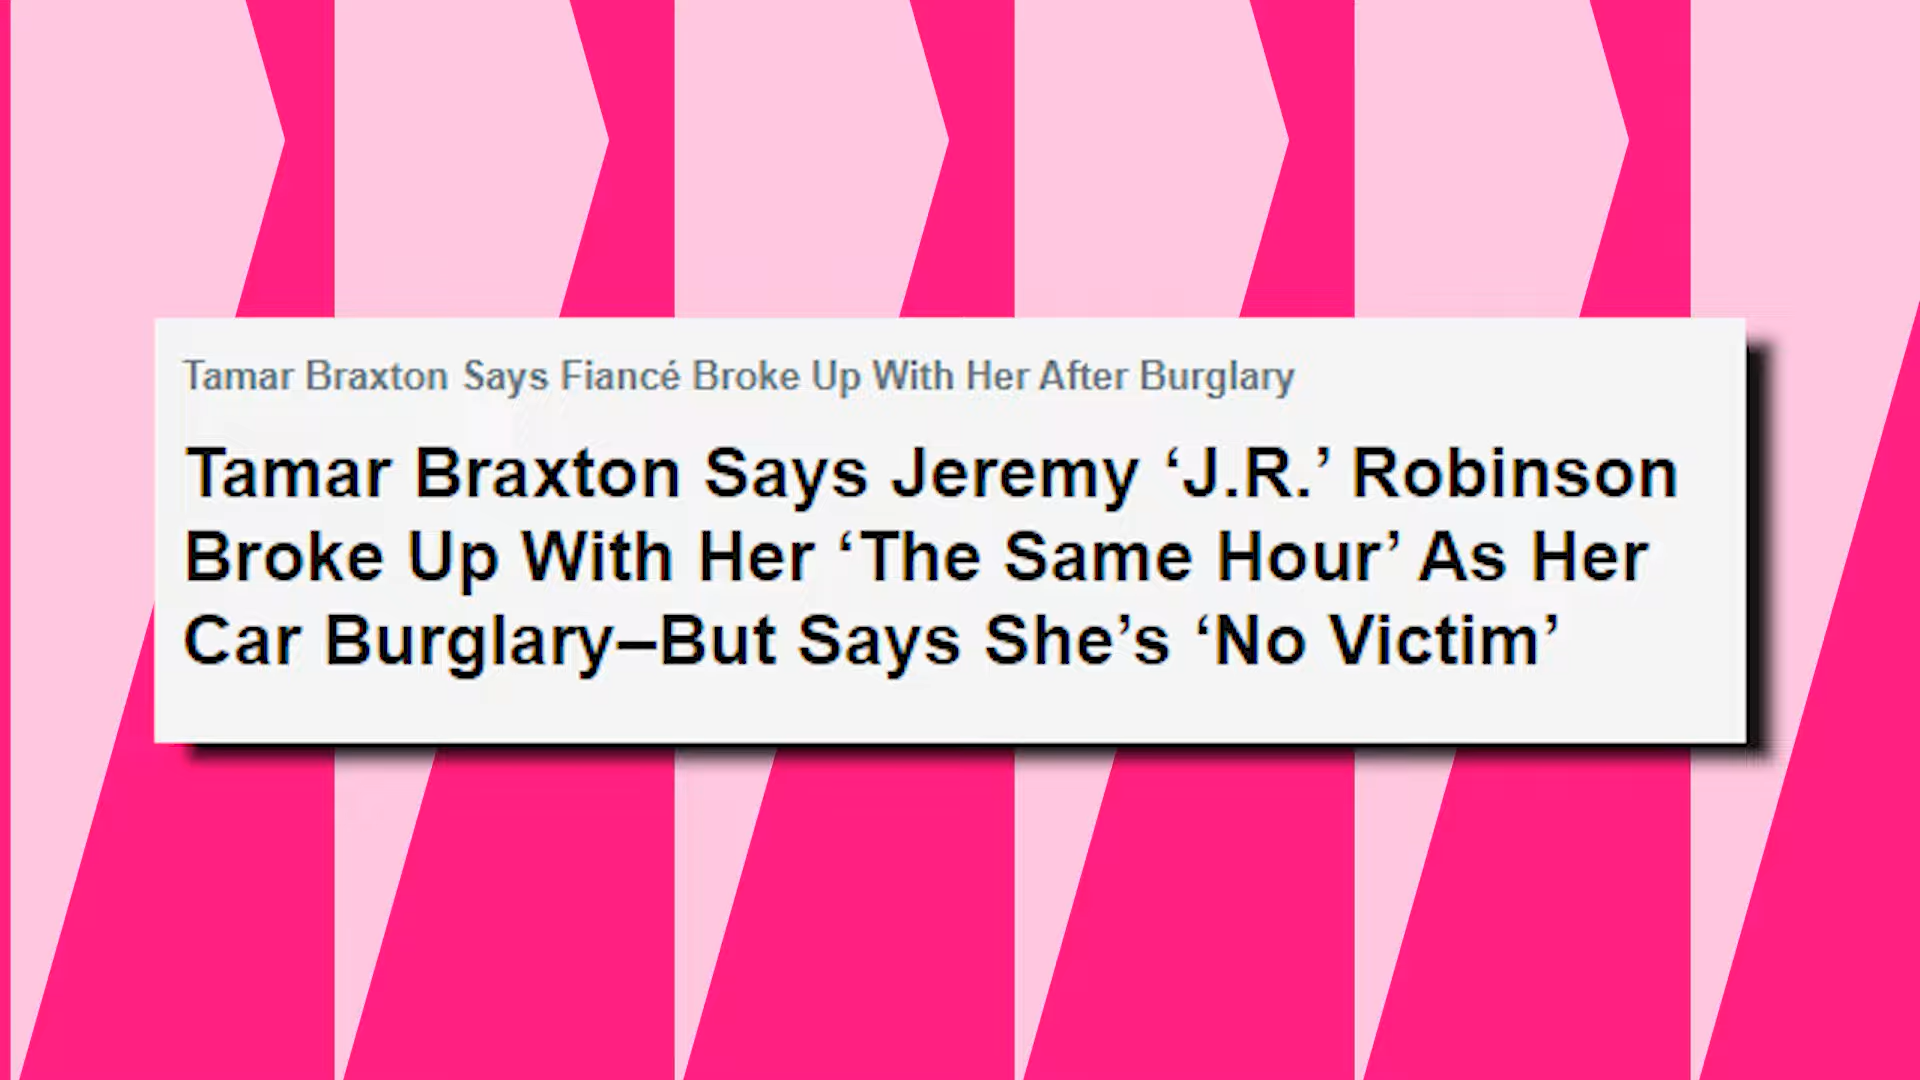 Tamar Braxton Says Fiancé Broke Up With Her After Burglary
Tamar Braxton Says Jeremy ‘J.R.’ Robinson
Broke Up With Her ‘The Same Hour’ As Her
Car Burglary–But Says She’s ‘No Victim’